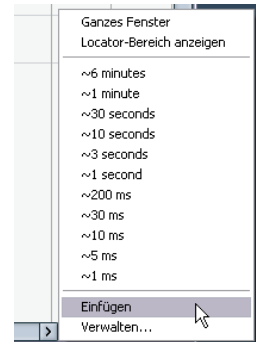 Ganzes Fenster
Locator-Bereich anzeigen
~6 minutes
~1 minute
~30 seconds
~10 seconds
~3 seconds
~1 second
~200 ms
~30 ms
~10 ms
~5 ms
~1 ms
Einfügen
Verwalten...